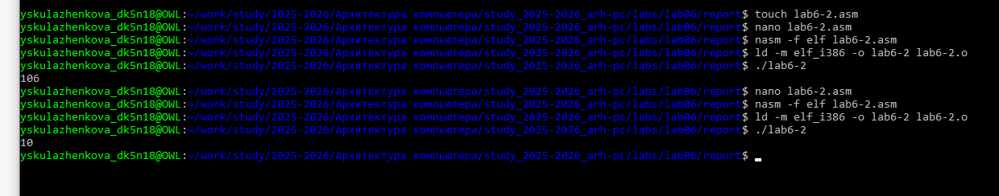 yskulazhenkova_dk5n18@OWL:~/work/study/2025-2026/Архитектура компьютера/study_2025-2026_arh-pc/labs/lab06/report$ touch lab6-2.asm
yskulazhenkova_dk5n18@OWL:~/work/study/2025-2026/Архитектура компьютера/study_2025-2026_arh-pc/labs/lab06/report$ nano lab6-2.asm
yskulazhenkova_dk5n18@OWL:~/work/study/2025-2026/Архитектура компьютера/study_2025-2026_arh-pc/labs/lab06/report$ nasm -f elf lab6-2.asm
yskulazhenkova_dk5n18@OWL:~/work/study/2025-2026/Архитектура компьютера/study_2025-2026_arh-pc/labs/lab06/report$ ld -m elf_i386 -o lab6-2 lab6-2.o
yskulazhenkova_dk5n18@OWL:~/work/study/2025-2026/Архитектура компьютера/study_2025-2026_arh-pc/labs/lab06/report$ ./lab6-2
106
yskulazhenkova_dk5n18@OWL:~/work/study/2025-2026/Архитектура компьютера/study_2025-2026_arh-pc/labs/lab06/report$ nano lab6-2.asm
yskulazhenkova_dk5n18@OWL:~/work/study/2025-2026/Архитектура компьютера/study_2025-2026_arh-pc/labs/lab06/report$ nasm -f elf lab6-2.asm
yskulazhenkova_dk5n18@OWL:~/work/study/2025-2026/Архитектура компьютера/study_2025-2026_arh-pc/labs/lab06/report$ ld -m elf_i386 -o lab6-2 lab6-2.o
yskulazhenkova_dk5n18@OWL:~/work/study/2025-2026/Архитектура компьютера/study_2025-2026_arh-pc/labs/lab06/report$ ./lab6-2
10
yskulazhenkova_dk5n18@OWL:~/work/study/2025-2026/Архитектура компьютера/study_2025-2026_arh-pc/labs/lab06/report$